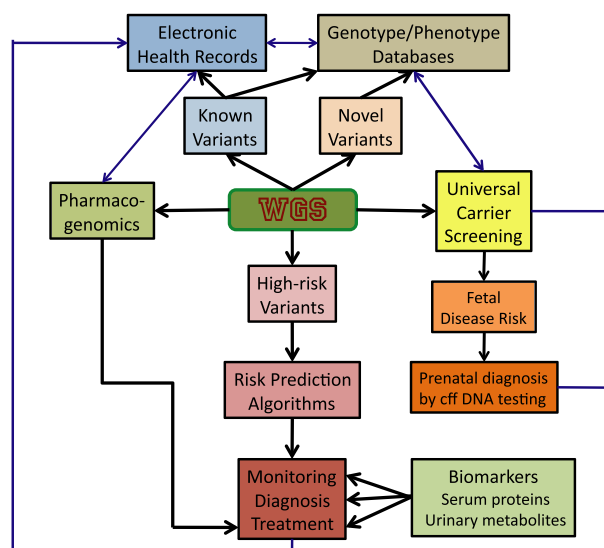 Electronic
Health Records
Genotype/Phenotype
Databases
Known
Variants
Novel
Variants
Pharmaco-
genomics
WGS
Universal
Carrier
Screening
High-risk
Variants
Fetal
Disease Risk
Risk Prediction
Algorithms
Prenatal diagnosis
by cff DNA testing
Monitoring
Diagnosis
Treatment
Biomarkers
Serum proteins
Urinary metabolites